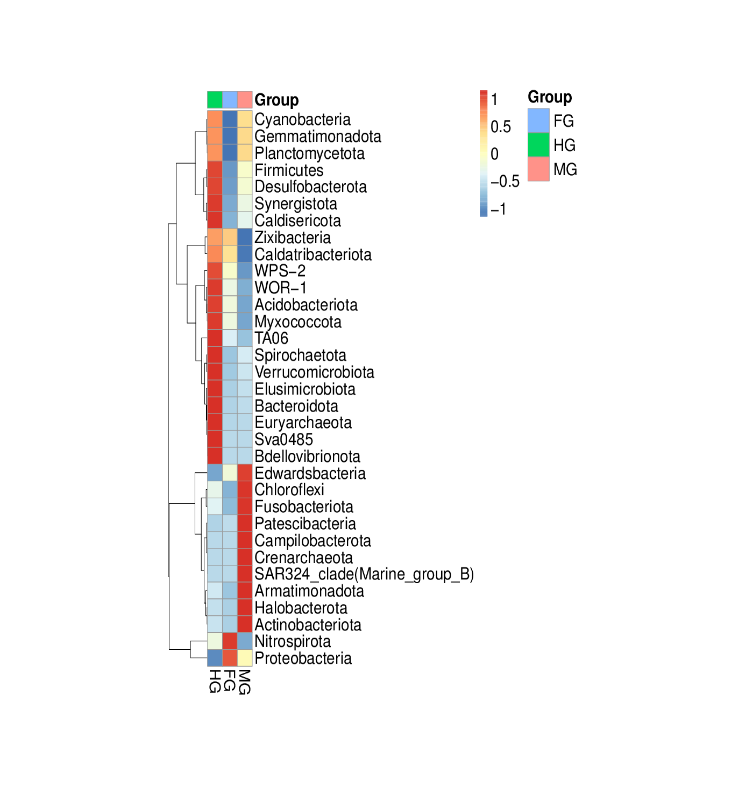 Group
Cyanobacteria
Gemmatimonadota
Planctomycetota
Firmicutes
Desulfobacterota
Synergistota
Caldisericota
Zixibacteria
Caldatribacteriota
WPS−2
WOR−1
Acidobacteriota
Myxococcota
TA06
Spirochaetota
Verrucomicrobiota
Elusimicrobiota
Bacteroidota
Euryarchaeota
Sva0485
Bdellovibrionota
Edwardsbacteria
Chloroflexi
Fusobacteriota
Patescibacteria
Campilobacterota
Crenarchaeota
SAR324_clade(Marine_group_B)
Armatimonadota
Halobacterota
Actinobacteriota
Nitrospirota
Proteobacteria
HG
FG
MG
1
0.5
0
−0.5
−1
Group
FG
HG
MG